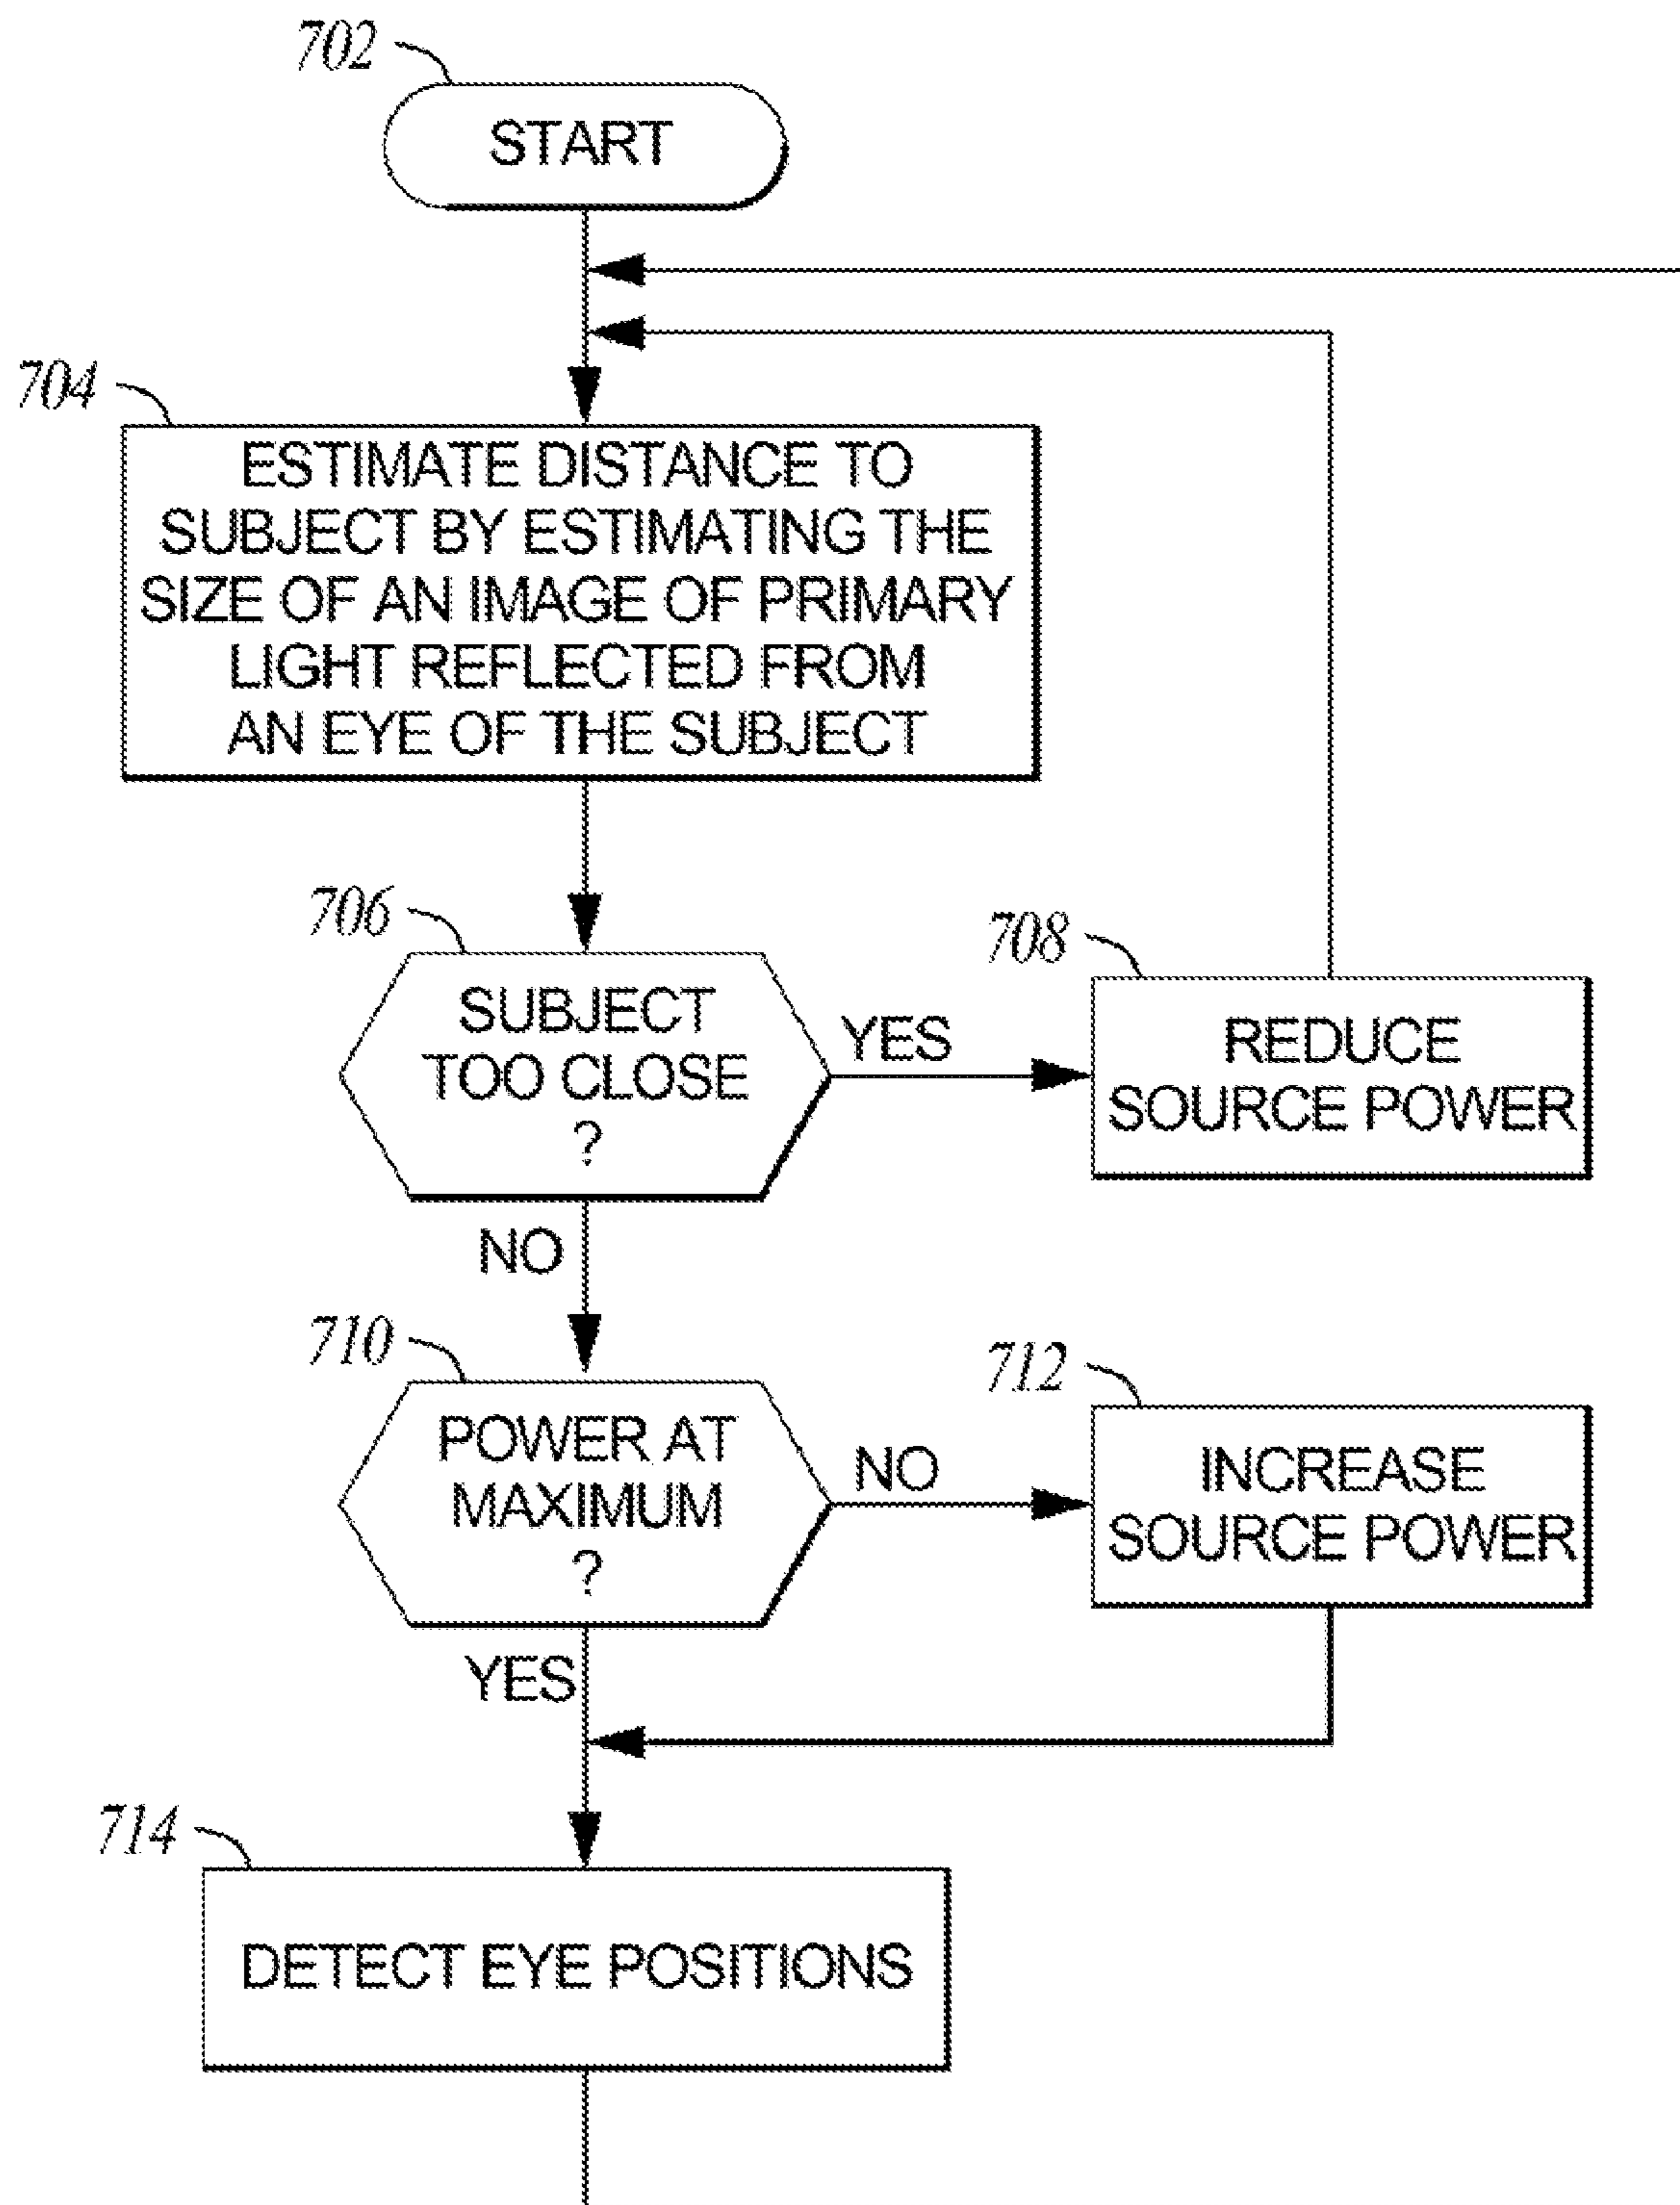 702
START
704
ESTIMATE DISTANCE TO
SUBJECT BY ESTIMATING THE
SIZE OF AN IMAGE OF PRIMARY
LIGHT REFLECTED FROM
AN EYE OF THE SUBJECT
706
SUBJECT
TOO CLOSE
?
YES
708
REDUCE
SOURCE POWER
NO
710
POWER AT
MAXIMUM
?
NO
712
INCREASE
SOURCE POWER
YES
714
DETECT EYE POSITIONS